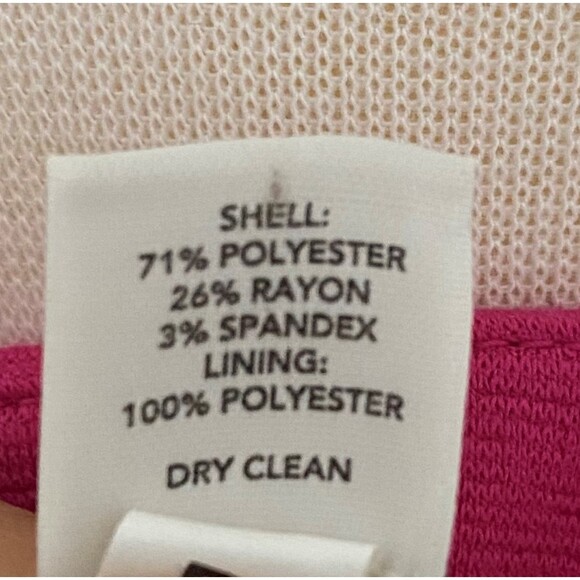 SHELL:
71% POLYESTER
26% RAYON
3% SPANDEX
LINING:
100% POLYESTER
DRY CLEAN